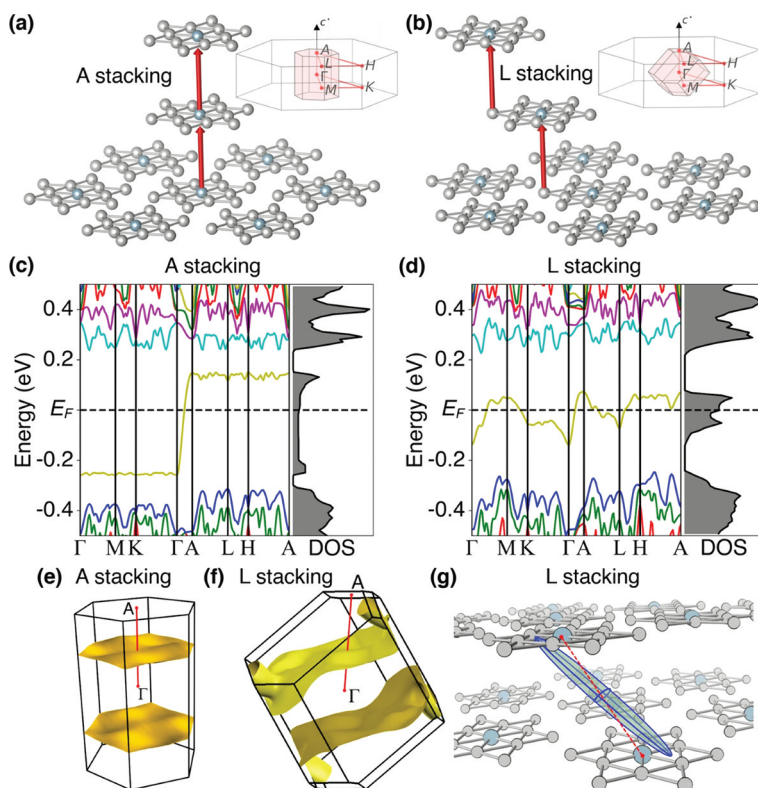 (a)
A stacking
c*
A
L
Γ
M
H
K
(b)
L stacking
c*
A
L
Γ
M
H
K
(c)
A stacking
Energy (eV)
0.4
0.2
E_F
-0.2
-0.4
Γ M K Γ A L H A DOS
(d)
L stacking
Energy (eV)
0.4
0.2
E_F
-0.2
-0.4
Γ M K Γ A L H A DOS
(e)
A stacking
A
Γ
(f)
L stacking
A
Γ
(g)
L stacking